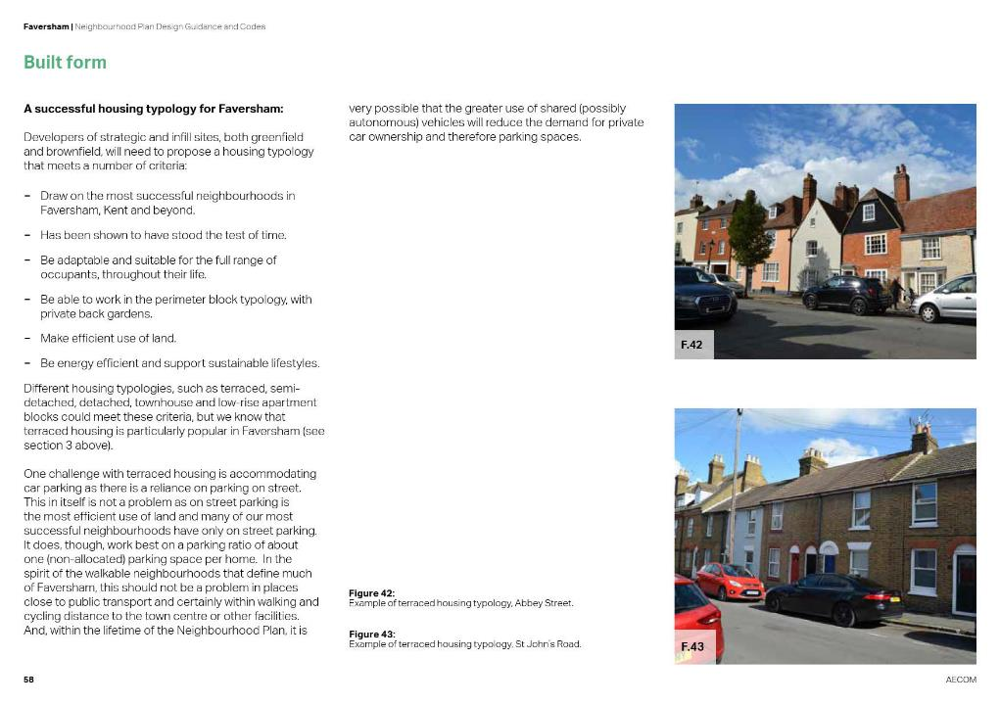 Faversham | Neighbourhood Plan Design Guidance and Codes
Built form
A successful housing typology for Faversham:
Developers of strategic and infill sites, both greenfield
and brownfield, will need to propose a housing typology
that meets a number of criteria:
– Draw on the most successful neighbourhoods in
Faversham, Kent and beyond.
– Has been shown to have stood the test of time.
– Be adaptable and suitable for the full range of
occupants, throughout their life.
– Be able to work in the perimeter block typology, with
private back gardens.
– Make efficient use of land.
– Be energy efficient and support sustainable lifestyles.
Different housing typologies, such as terraced, semi-
detached, detached, townhouse and low-rise apartment
blocks could meet these criteria, but we know that
terraced housing is particularly popular in Faversham (see
section 3 above).
One challenge with terraced housing is accommodating
car parking as there is a reliance on parking on street.
This in itself is not a problem as on street parking is
the most efficient use of land and many of our most
successful neighbourhoods have only on street parking.
It does, though, work best on a parking ratio of about
one (non-allocated) parking space per home. In the
spirit of the walkable neighbourhoods that define much
of Faversham, this should not be a problem in places
close to public transport and certainly within walking and
cycling distance to the town centre or other facilities.
And, within the lifetime of the Neighbourhood Plan, it is
very possible that the greater use of shared (possibly
autonomous) vehicles will reduce the demand for private
car ownership and therefore parking spaces.
Figure 42:
Example of terraced housing typology, Abbey Street.
Figure 43:
Example of terraced housing typology. St John's Road.
F.42
F.43
58
AECOM